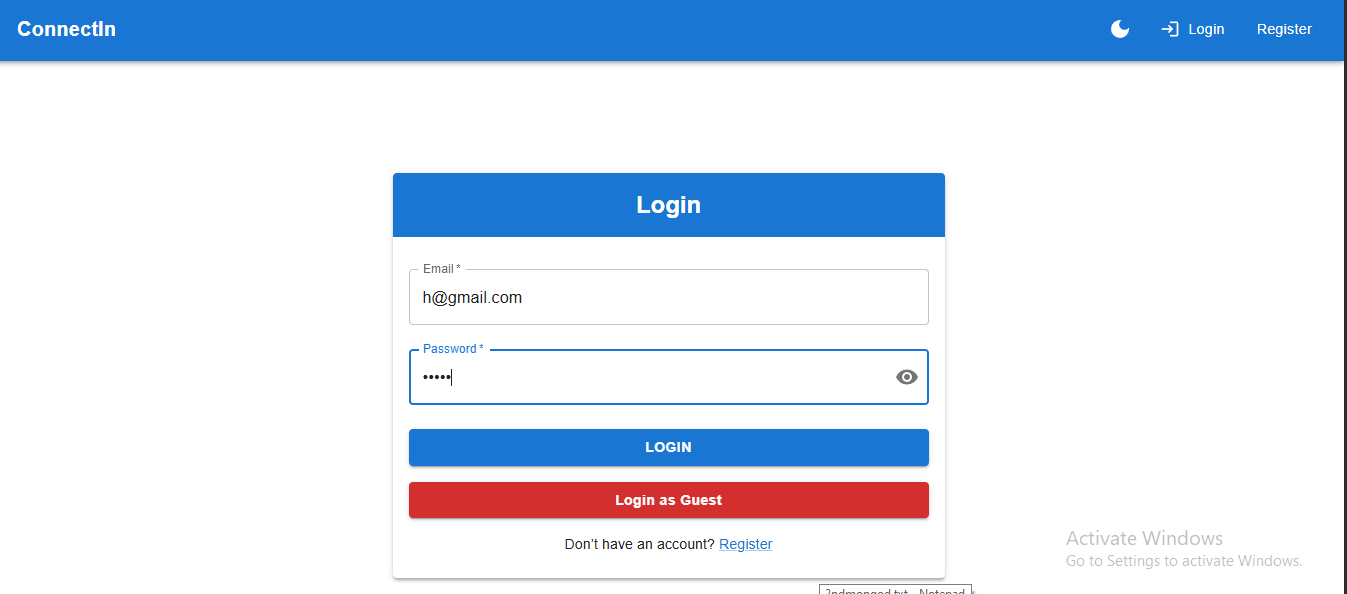 ConnectIn
Login
Register
Login
Email *
h@gmail.com
Password *
•••••
LOGIN
Login as Guest
Don't have an account? Register
Activate Windows
Go to Settings to activate Windows.
- Notepad